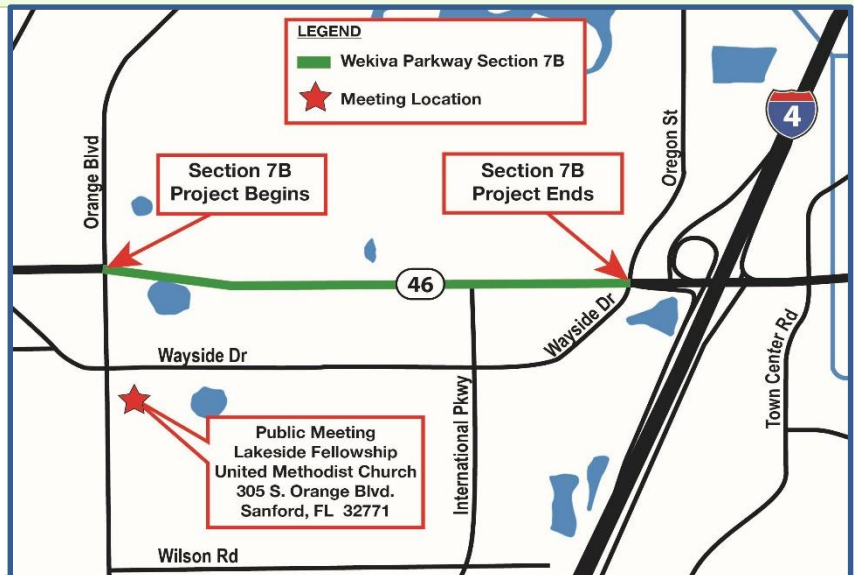 LEGEND
Wekiva Parkway Section 7B
Meeting Location
4
Orange Blvd
Oregon St
Section 7B
Project Begins
Section 7B
Project Ends
46
Wayside Dr
Wayside Dr
International Pkwy
Town Center Rd
Public Meeting
Lakeside Fellowship
United Methodist Church
305 S. Orange Blvd.
Sanford, FL 32771
Wilson Rd